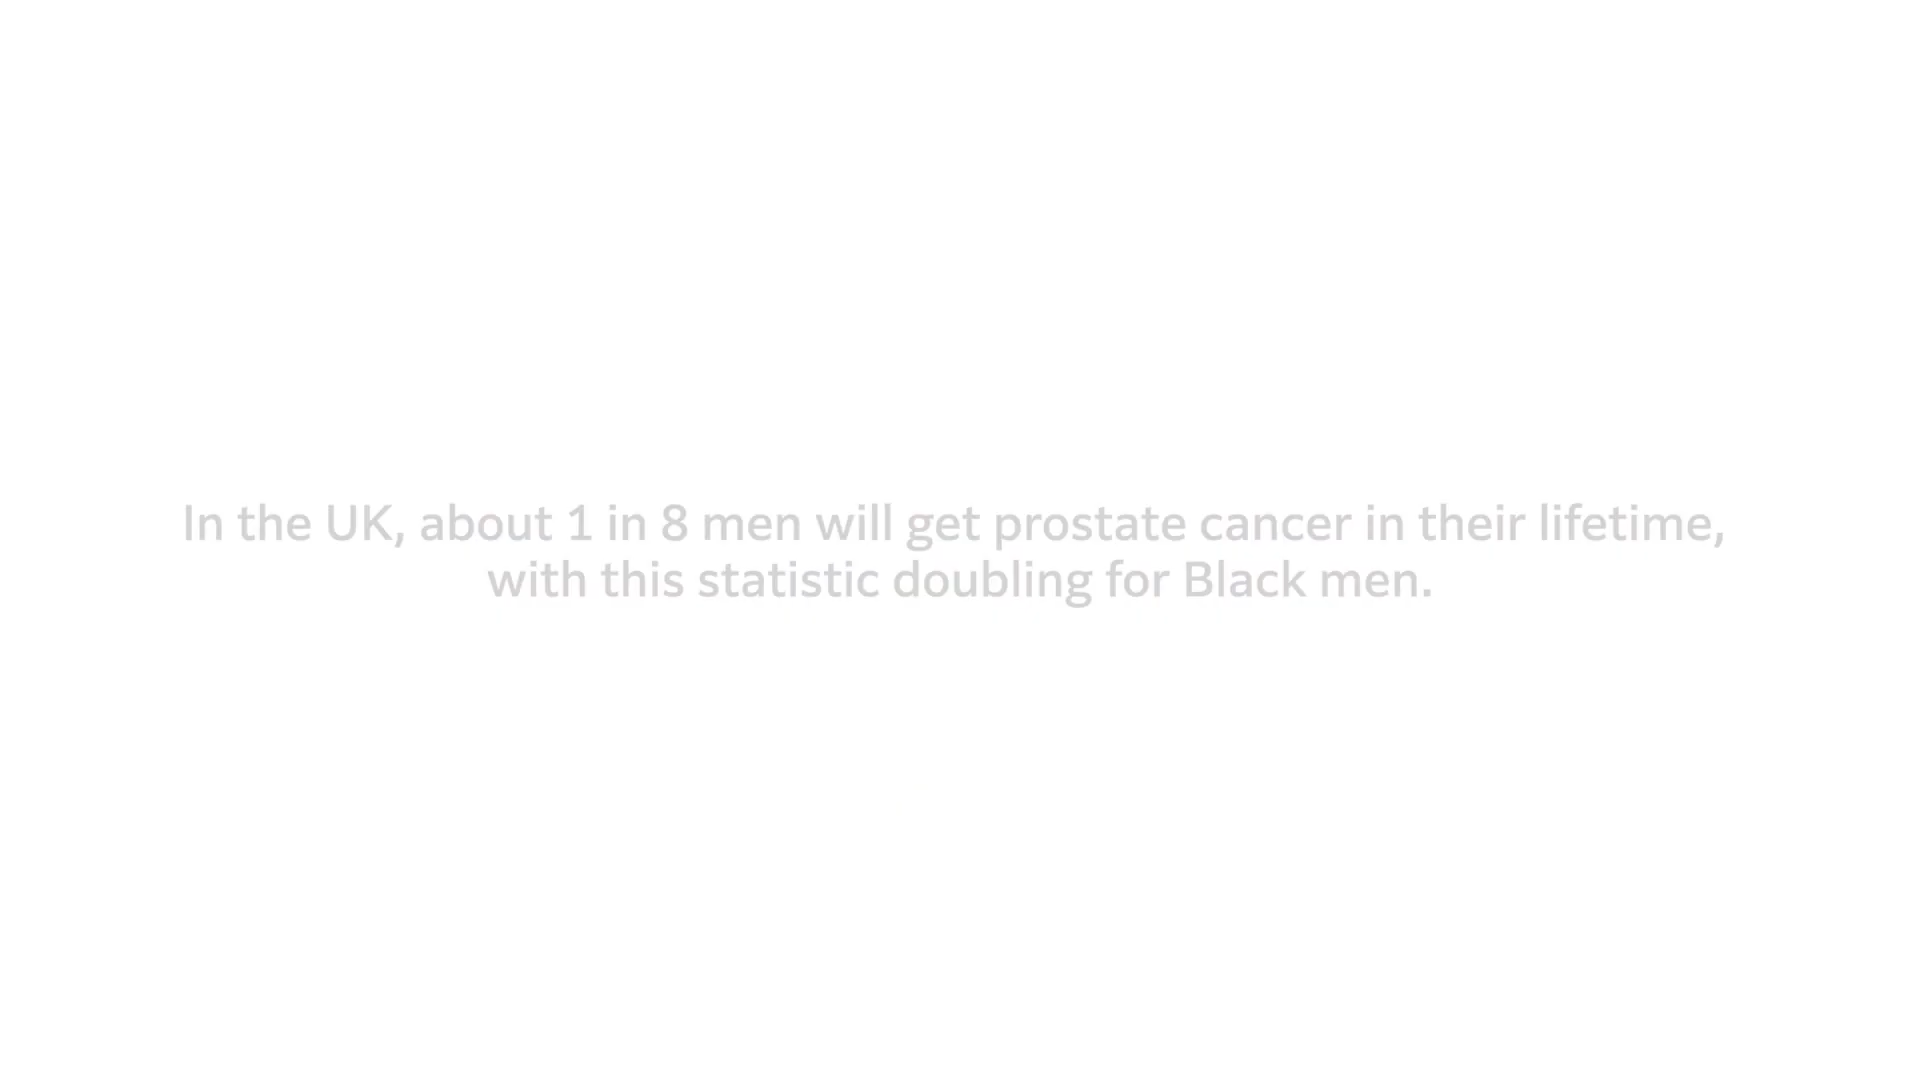 In the UK, about 1 in 8 men will get prostate cancer in their lifetime,
with this statistic doubling for Black men.